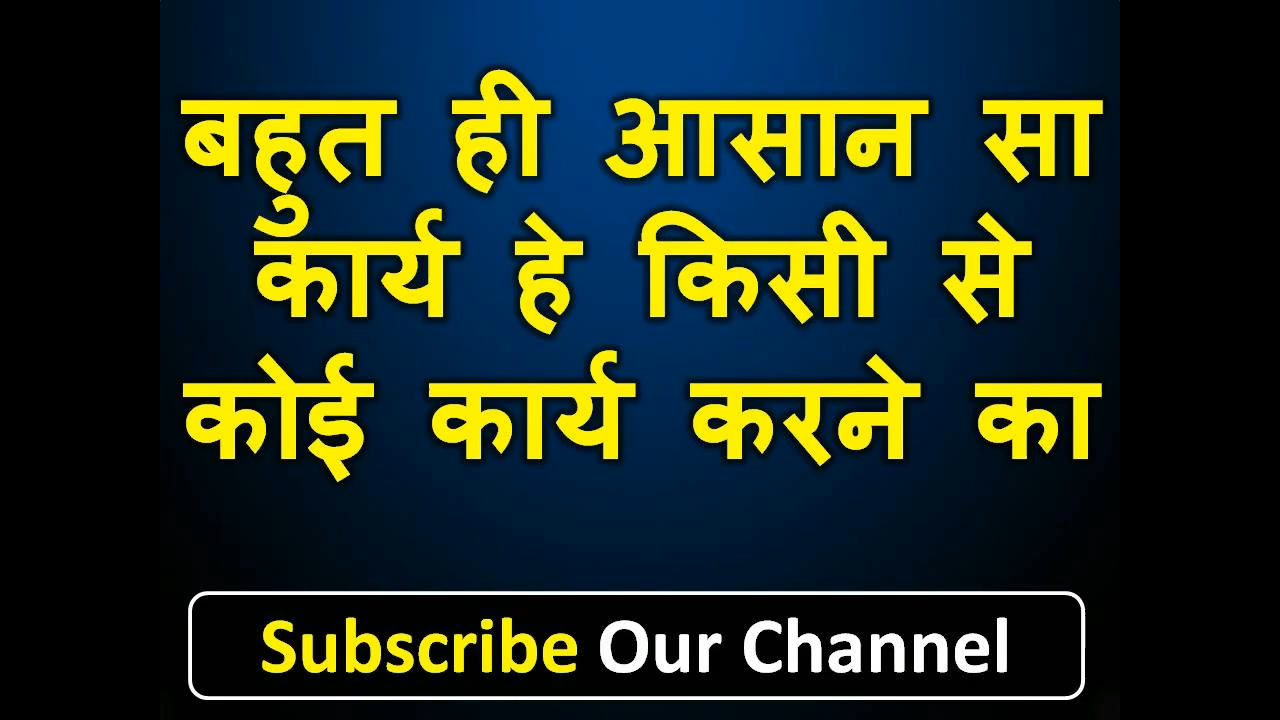 बहुत ही आसान सा
कार्य हे किसी से
कोई कार्य करने का
Subscribe Our Channel